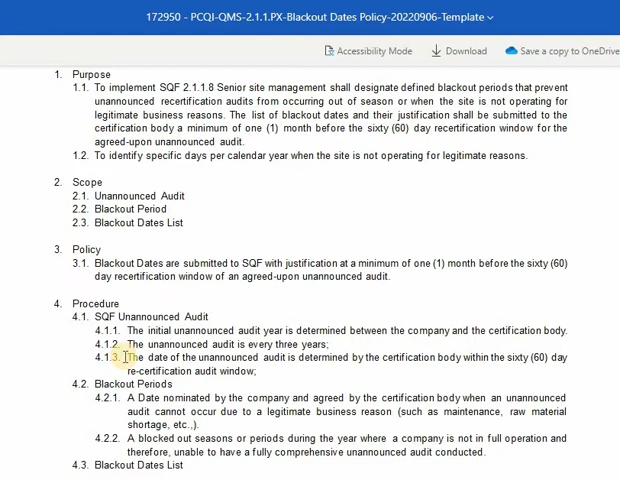 172950 - PCQI-QMS-2.1.1.PX-Blackout Dates Policy-20220906-Template
Accessibility Mode Download Save a copy to OneDrive
1. Purpose
1.1. To implement SQF 2.1.1.8 Senior site management shall designate defined blackout periods that prevent
unannounced recertification audits from occurring out of season or when the site is not operating for
legitimate business reasons. The list of blackout dates and their justification shall be submitted to the
certification body a minimum of one (1) month before the sixty (60) day recertification window for the
agreed-upon unannounced audit.
1.2. To identify specific days per calendar year when the site is not operating for legitimate reasons.
2. Scope
2.1. Unannounced Audit
2.2. Blackout Period
2.3. Blackout Dates List
3. Policy
3.1. Blackout Dates are submitted to SQF with justification at a minimum of one (1) month before the sixty (60)
day recertification window of an agreed-upon unannounced audit.
4. Procedure
4.1. SQF Unannounced Audit
4.1.1. The initial unannounced audit year is determined between the company and the certification body.
4.1.2. The unannounced audit is every three years;
4.1.3. The date of the unannounced audit is determined by the certification body within the sixty (60) day
re-certification audit window;
4.2. Blackout Periods
4.2.1. A Date nominated by the company and agreed by the certification body when an unannounced
audit cannot occur due to a legitimate business reason (such as maintenance, raw material
shortage, etc.,).
4.2.2. A blocked out seasons or periods during the year where a company is not in full operation and
therefore, unable to have a fully comprehensive unannounced audit conducted.
4.3. Blackout Dates List